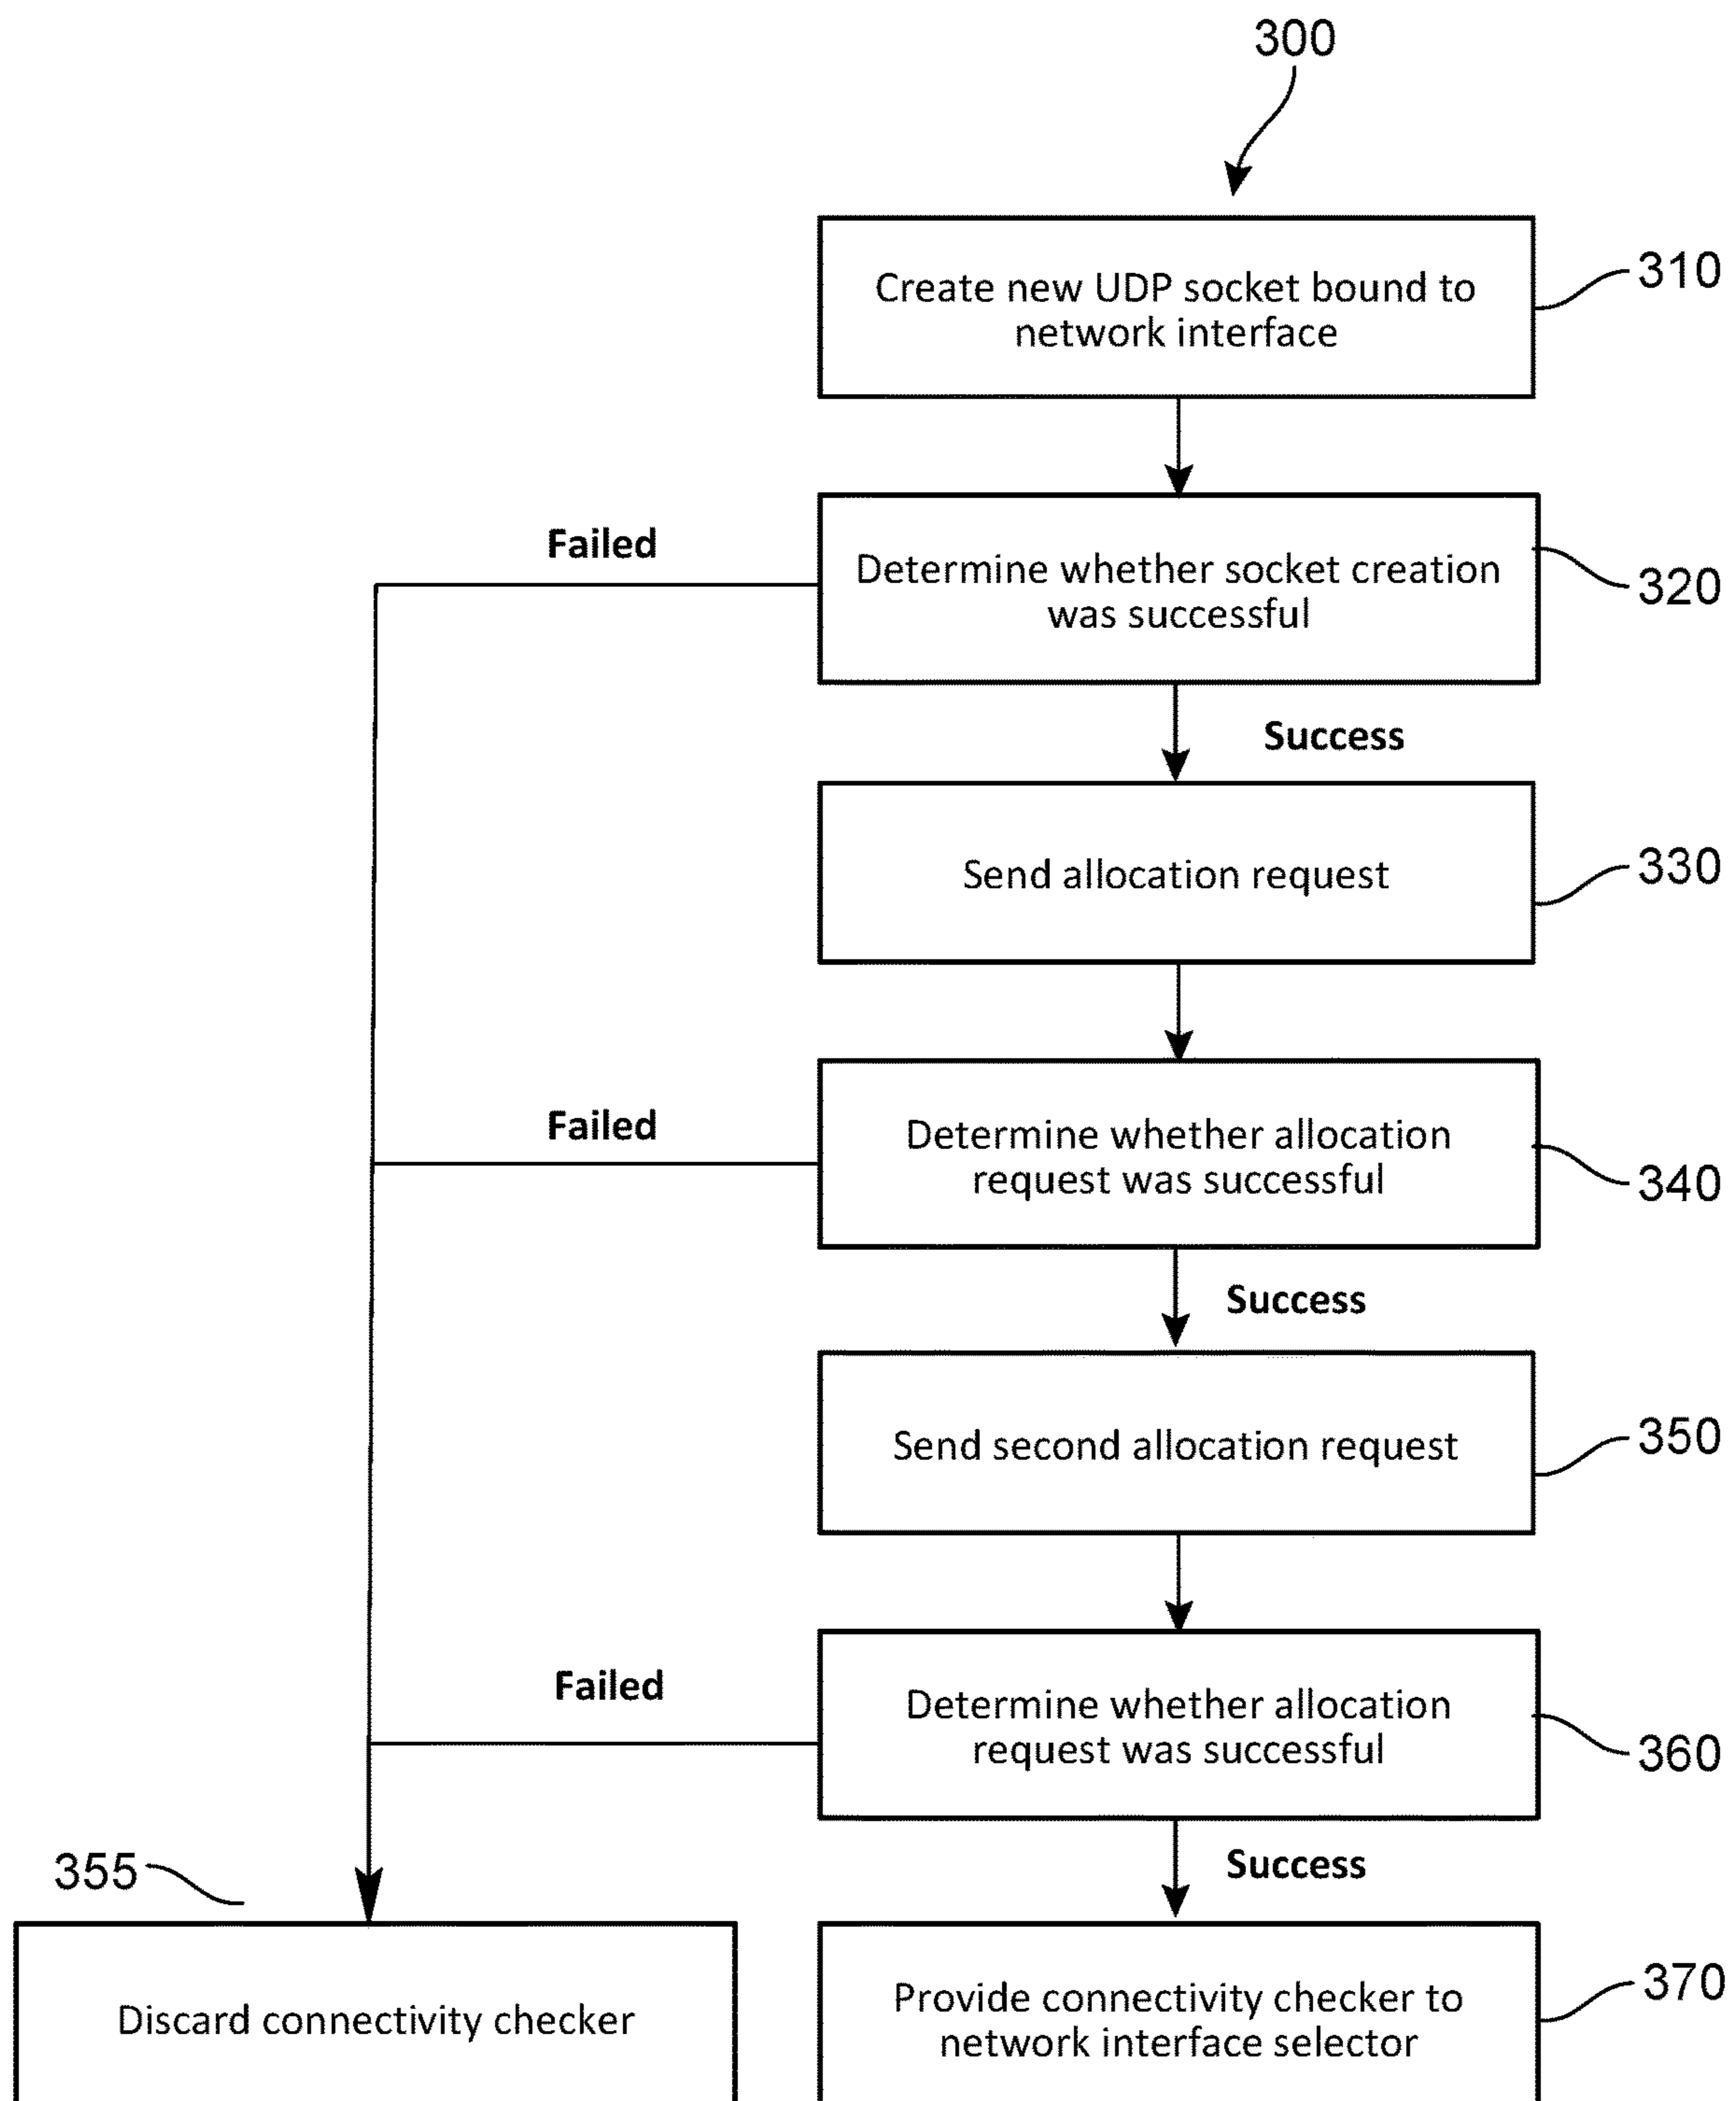 300
Create new UDP socket bound to
network interface
310
Failed
Determine whether socket creation
was successful
320
Success
Send allocation request
330
Failed
Determine whether allocation
request was successful
340
Success
Send second allocation request
350
Failed
Determine whether allocation
request was successful
360
Success
355
Discard connectivity checker
Provide connectivity checker to
network interface selector
370